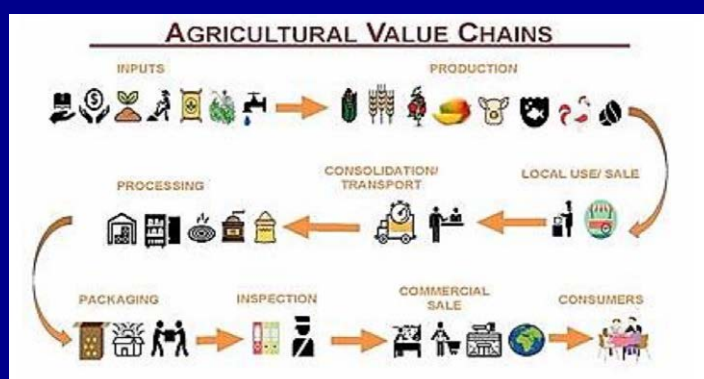 AGRICULTURAL VALUE CHAINS
INPUTS
PRODUCTION
LOCAL USE/ SALE
CONSOLIDATION/
TRANSPORT
PROCESSING
PACKAGING
INSPECTION
COMMERCIAL
SALE
CONSUMERS